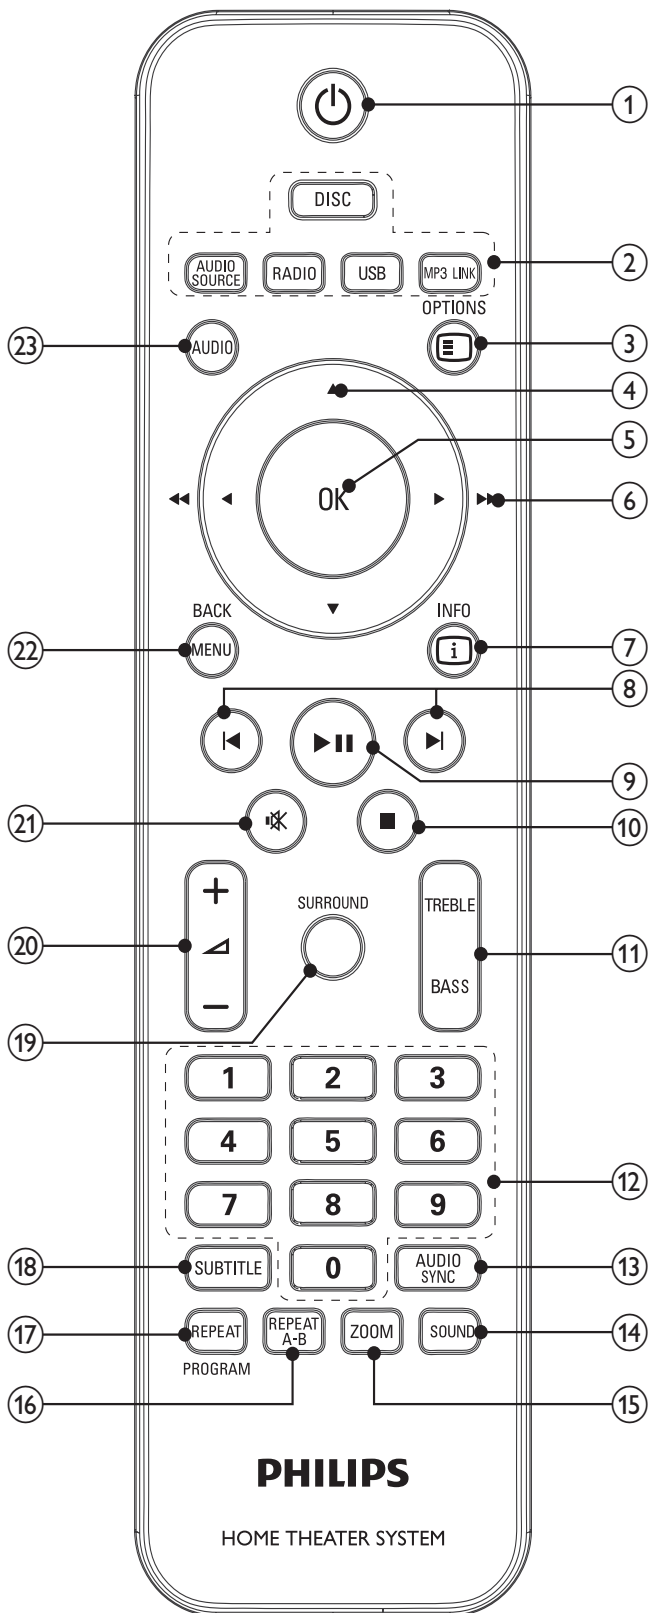 1
DISC
AUDIO SOURCE RADIO USB MP3 LINK 2
OPTIONS
23 AUDIO 3
4
OK 5
6
BACK INFO
22 MENU i 7
8
9
21 10
+ SURROUND TREBLE
20 11
− BASS
19
1 2 3
4 5 6
12
7 8 9
18 SUBTITLE 0 AUDIO SYNC 13
17 REPEAT REPEAT A-B ZOOM SOUND 14
PROGRAM
16 15
PHILIPS
HOME THEATER SYSTEM